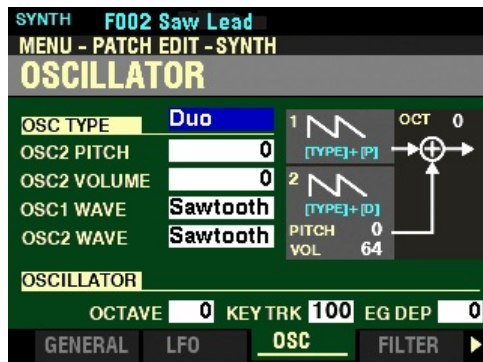 SYNTH F002 Saw Lead
MENU - PATCH EDIT - SYNTH
OSCILLATOR
OSC TYPE Duo
OSC2 PITCH 0
OSC2 VOLUME 0
OSC1 WAVE Sawtooth
OSC2 WAVE Sawtooth
1
[TYPE]+[P]
2
[TYPE]+[D]
PITCH 0
VOL 64
OCT 0
OSCILLATOR
OCTAVE 0 KEY TRK 100 EG DEP 0
GENERAL LFO OSC FILTER